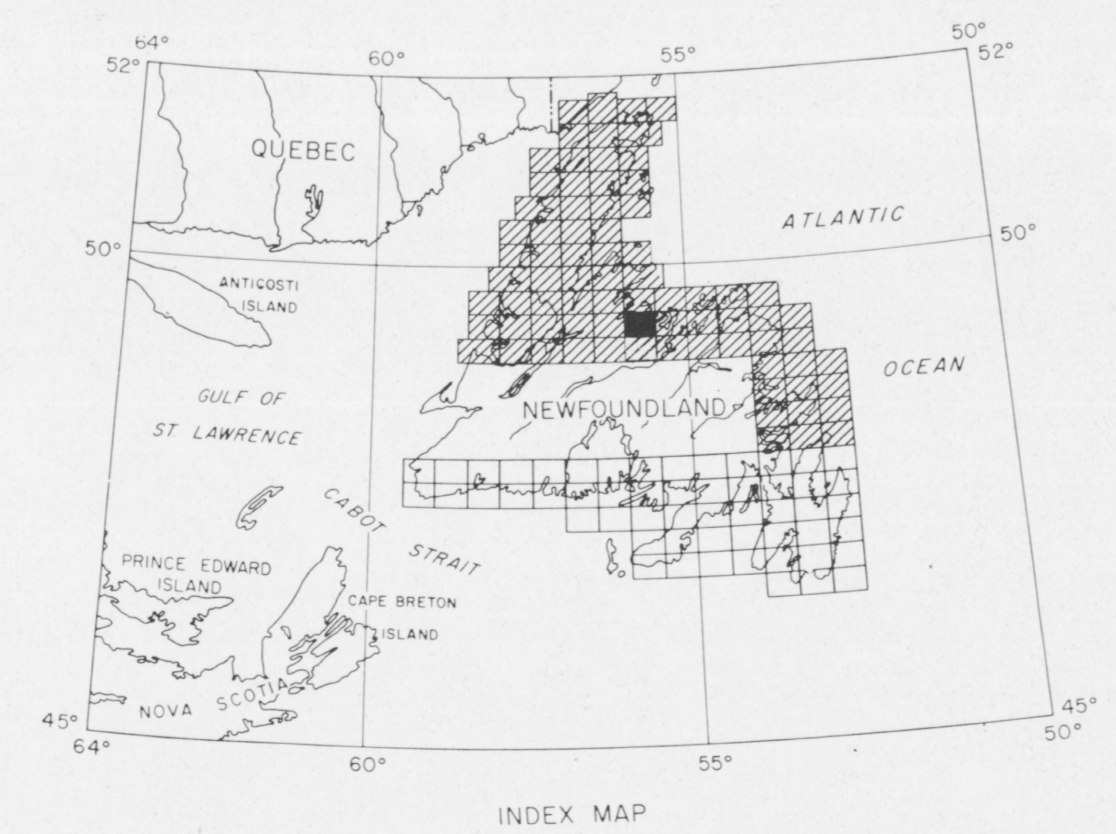 64°
60°
55°
50°
52°
52°
QUEBEC
ATLANTIC
50°
50°
ANTICOSTI
ISLAND
OCEAN
GULF OF
ST. LAWRENCE
NEWFOUNDLAND
CABOT
STRAIT
PRINCE EDWARD
ISLAND
CAPE BRETON
ISLAND
NOVA SCOTIA
45°
45°
64°
60°
55°
50°
INDEX MAP